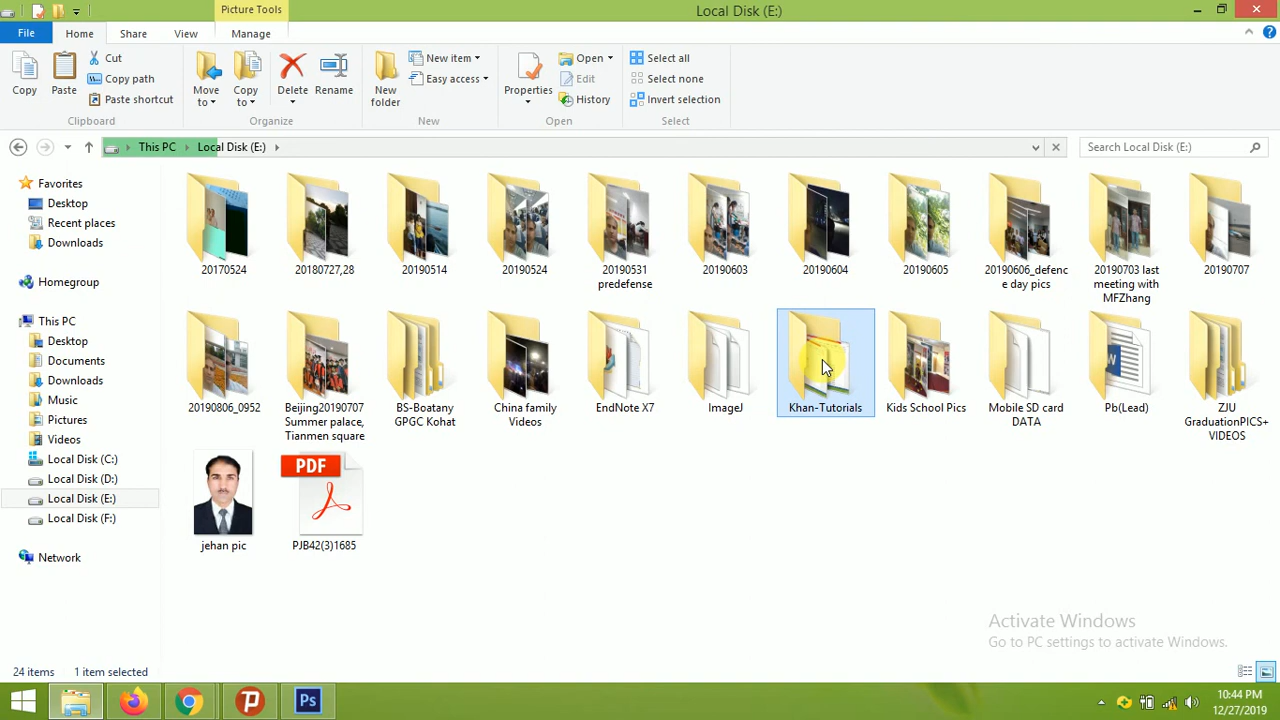 Picture Tools
Local Disk (E:)
File Home Share View Manage
Copy
Paste
Cut
Copy path
Paste shortcut
Clipboard
Move to
Copy to
Delete
Rename
Organize
New folder
New item
Easy access
New
Properties
Open
Edit
History
Open
Select all
Select none
Invert selection
Select
This PC Local Disk (E:)
Search Local Disk (E:)
Favorites
Desktop
Recent places
Downloads
Homegroup
This PC
Desktop
Documents
Downloads
Music
Pictures
Videos
Local Disk (C:)
Local Disk (D:)
Local Disk (E:)
Local Disk (F:)
Network
20170524
20180727,28
20190514
20190524
20190531
predefense
20190603
20190604
20190605
20190606_defenc
e day pics
20190703 last
meeting with
MFZhang
20190707
20190806_0952
Beijing20190707
Summer palace,
Tianmen square
BS-Boatany
GPGC Kohat
China family
Videos
EndNote X7
ImageJ
Khan-Tutorials
Kids School Pics
Mobile SD card
DATA
W
Pb(Lead)
ZJU
GraduationPICS+
VIDEOS
jehan pic
PDF
PJB42(3)1685
Activate Windows
Go to PC settings to activate Windows.
24 items 1 item selected
Ps
10:44 PM
12/27/2019